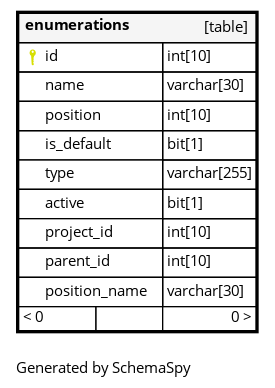 enumerations [table]
id int[10]
name varchar[30]
position int[10]
is_default bit[1]
type varchar[255]
active bit[1]
project_id int[10]
parent_id int[10]
position_name varchar[30]
< 0 0 >
Generated by SchemaSpy